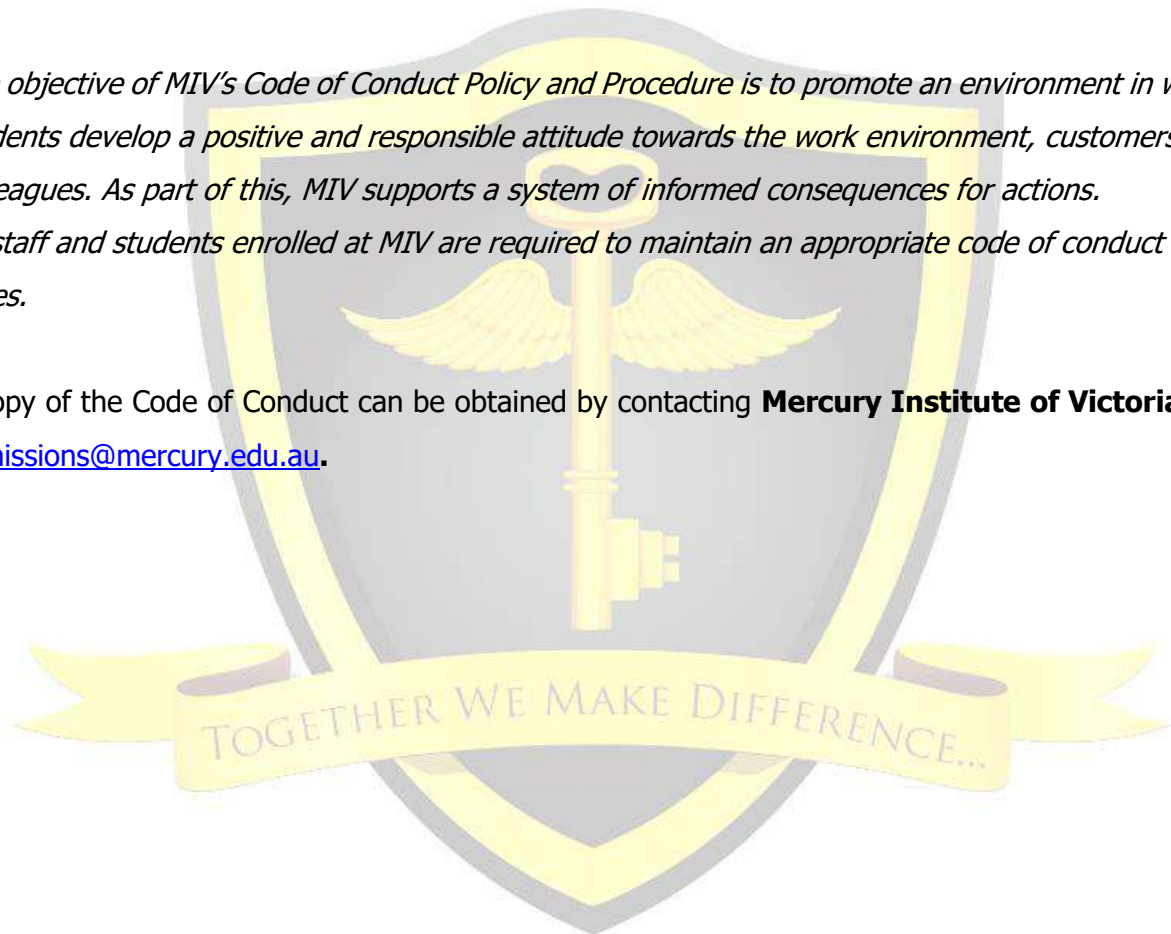 objective of MIV's Code of Conduct Policy and Procedure is to promote an environment in
dents develop a positive and responsible attitude towards the work environment, customers
eagues. As part of this, MIV supports a system of informed consequences for actions.
staff and students enrolled at MIV are required to maintain an appropriate code of conduct
es.
opy of the Code of Conduct can be obtained by contacting Mercury Institute of Victoria
nissions@mercury.edu.au.
TOGETHER WE MAKE DIFFERENCE...